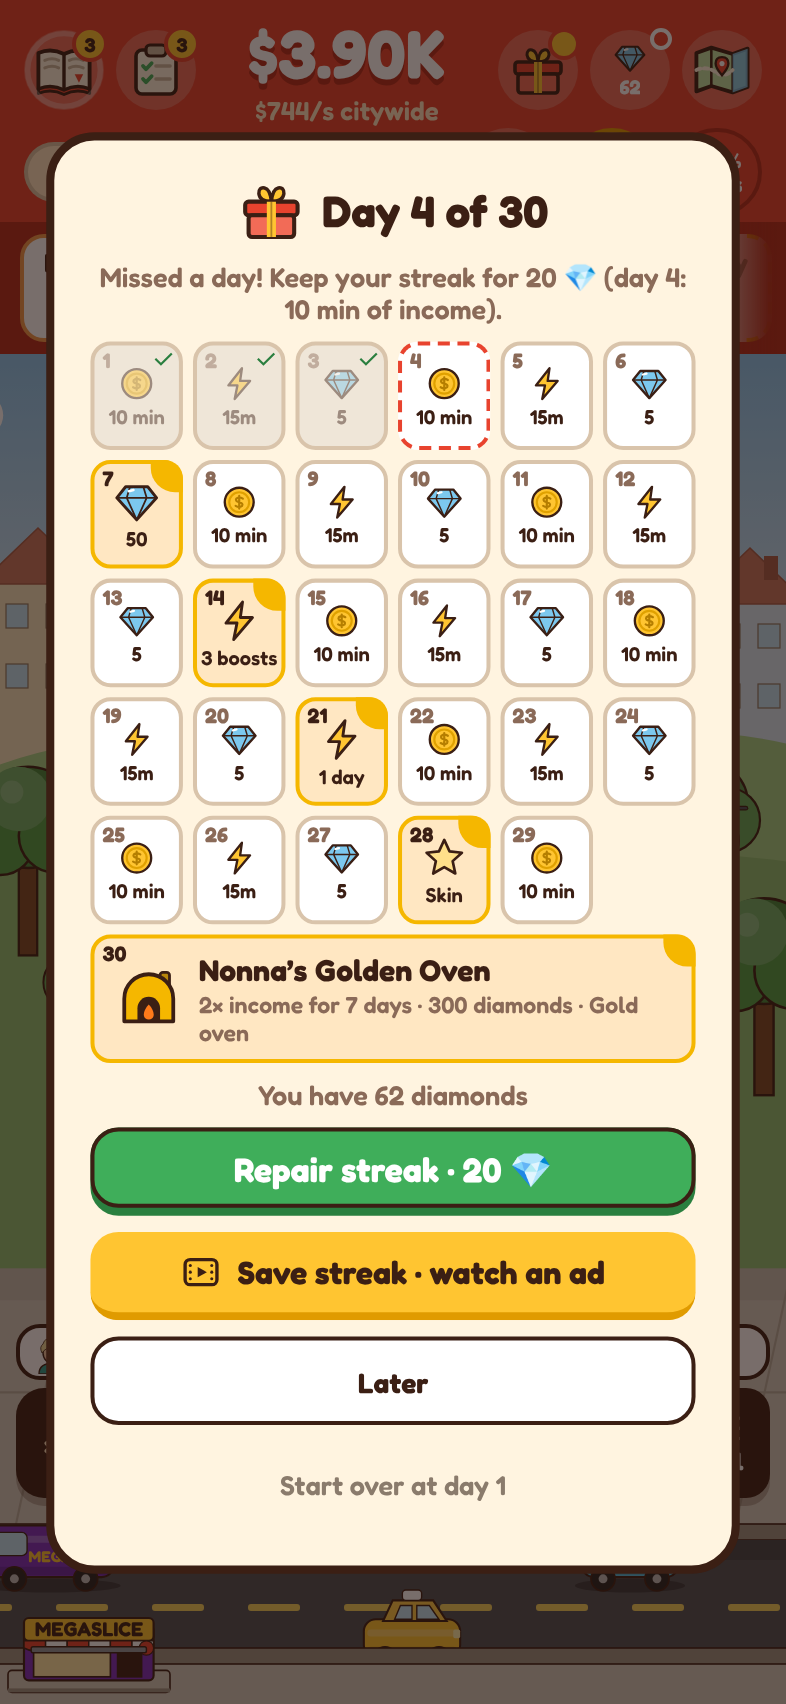 3
3
$3.90K
$744/s citywide
62
Day 4 of 30
Missed a day! Keep your streak for 20 💎 (day 4:
10 min of income).
1
10 min
2
15m
3
5
4
10 min
5
15m
6
5
7
50
8
10 min
9
15m
10
5
11
10 min
12
15m
13
5
14
3 boosts
15
10 min
16
15m
17
5
18
10 min
19
15m
20
5
21
1 day
22
10 min
23
15m
24
5
25
10 min
26
15m
27
5
28
Skin
29
10 min
30
Nonna's Golden Oven
2× income for 7 days · 300 diamonds · Gold
oven
You have 62 diamonds
Repair streak · 20 💎
Save streak · watch an ad
Later
Start over at day 1
MEGASLICE